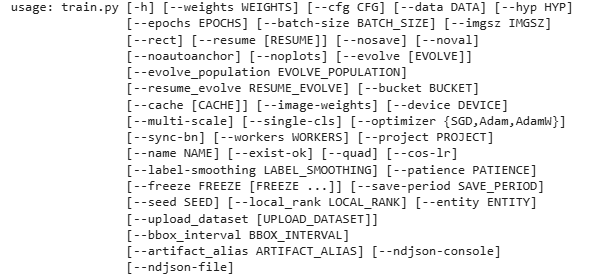 usage: train.py [-h] [--weights WEIGHTS] [--cfg CFG] [--data DATA] [--hyp HYP]
[--epochs EPOCHS] [--batch-size BATCH_SIZE] [--imgsz IMGSZ]
[--rect] [--resume [RESUME]] [--nosave] [--noval]
[--noautoanchor] [--noplots] [--evolve [EVOLVE]]
[--evolve_population EVOLVE_POPULATION]
[--resume_evolve RESUME_EVOLVE] [--bucket BUCKET]
[--cache [CACHE]] [--image-weights] [--device DEVICE]
[--multi-scale] [--single-cls] [--optimizer {SGD,Adam,AdamW}]
[--sync-bn] [--workers WORKERS] [--project PROJECT]
[--name NAME] [--exist-ok] [--quad] [--cos-lr]
[--label-smoothing LABEL_SMOOTHING] [--patience PATIENCE]
[--freeze FREEZE [FREEZE ...]] [--save-period SAVE_PERIOD]
[--seed SEED] [--local_rank LOCAL_RANK] [--entity ENTITY]
[--upload_dataset [UPLOAD_DATASET]]
[--bbox_interval BBOX_INTERVAL]
[--artifact_alias ARTIFACT_ALIAS] [--ndjson-console]
[--ndjson-file]